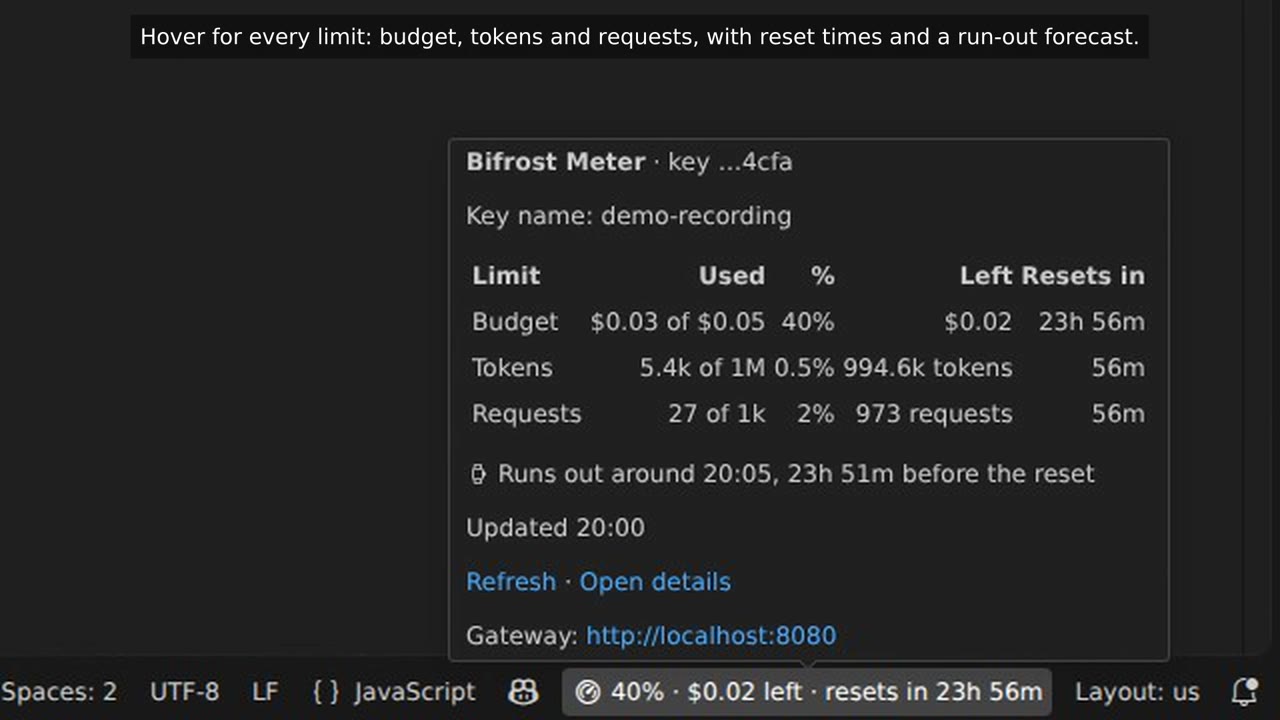 Hover for every limit: budget, tokens and requests, with reset times and a run-out forecast.
Bifrost Meter · key ...4cfa
Key name: demo-recording
Limit Used % Left Resets in
Budget $0.03 of $0.05 40% $0.02 23h 56m
Tokens 5.4k of 1M 0.5% 994.6k tokens 56m
Requests 27 of 1k 2% 973 requests 56m
Runs out around 20:05, 23h 51m before the reset
Updated 20:00
Refresh · Open details
Gateway: http://localhost:8080
Spaces: 2 UTF-8 LF { } JavaScript 40% · $0.02 left · resets in 23h 56m Layout: us